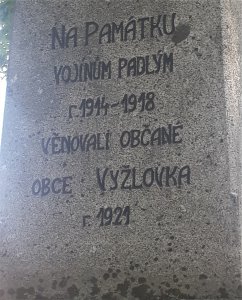 NA PAMÁTKU
VOJÍNŮM PADLÝM
r. 1914-1918
VĚNOVALI OBČANÉ
OBCE VYŽLOVKA
r. 1921